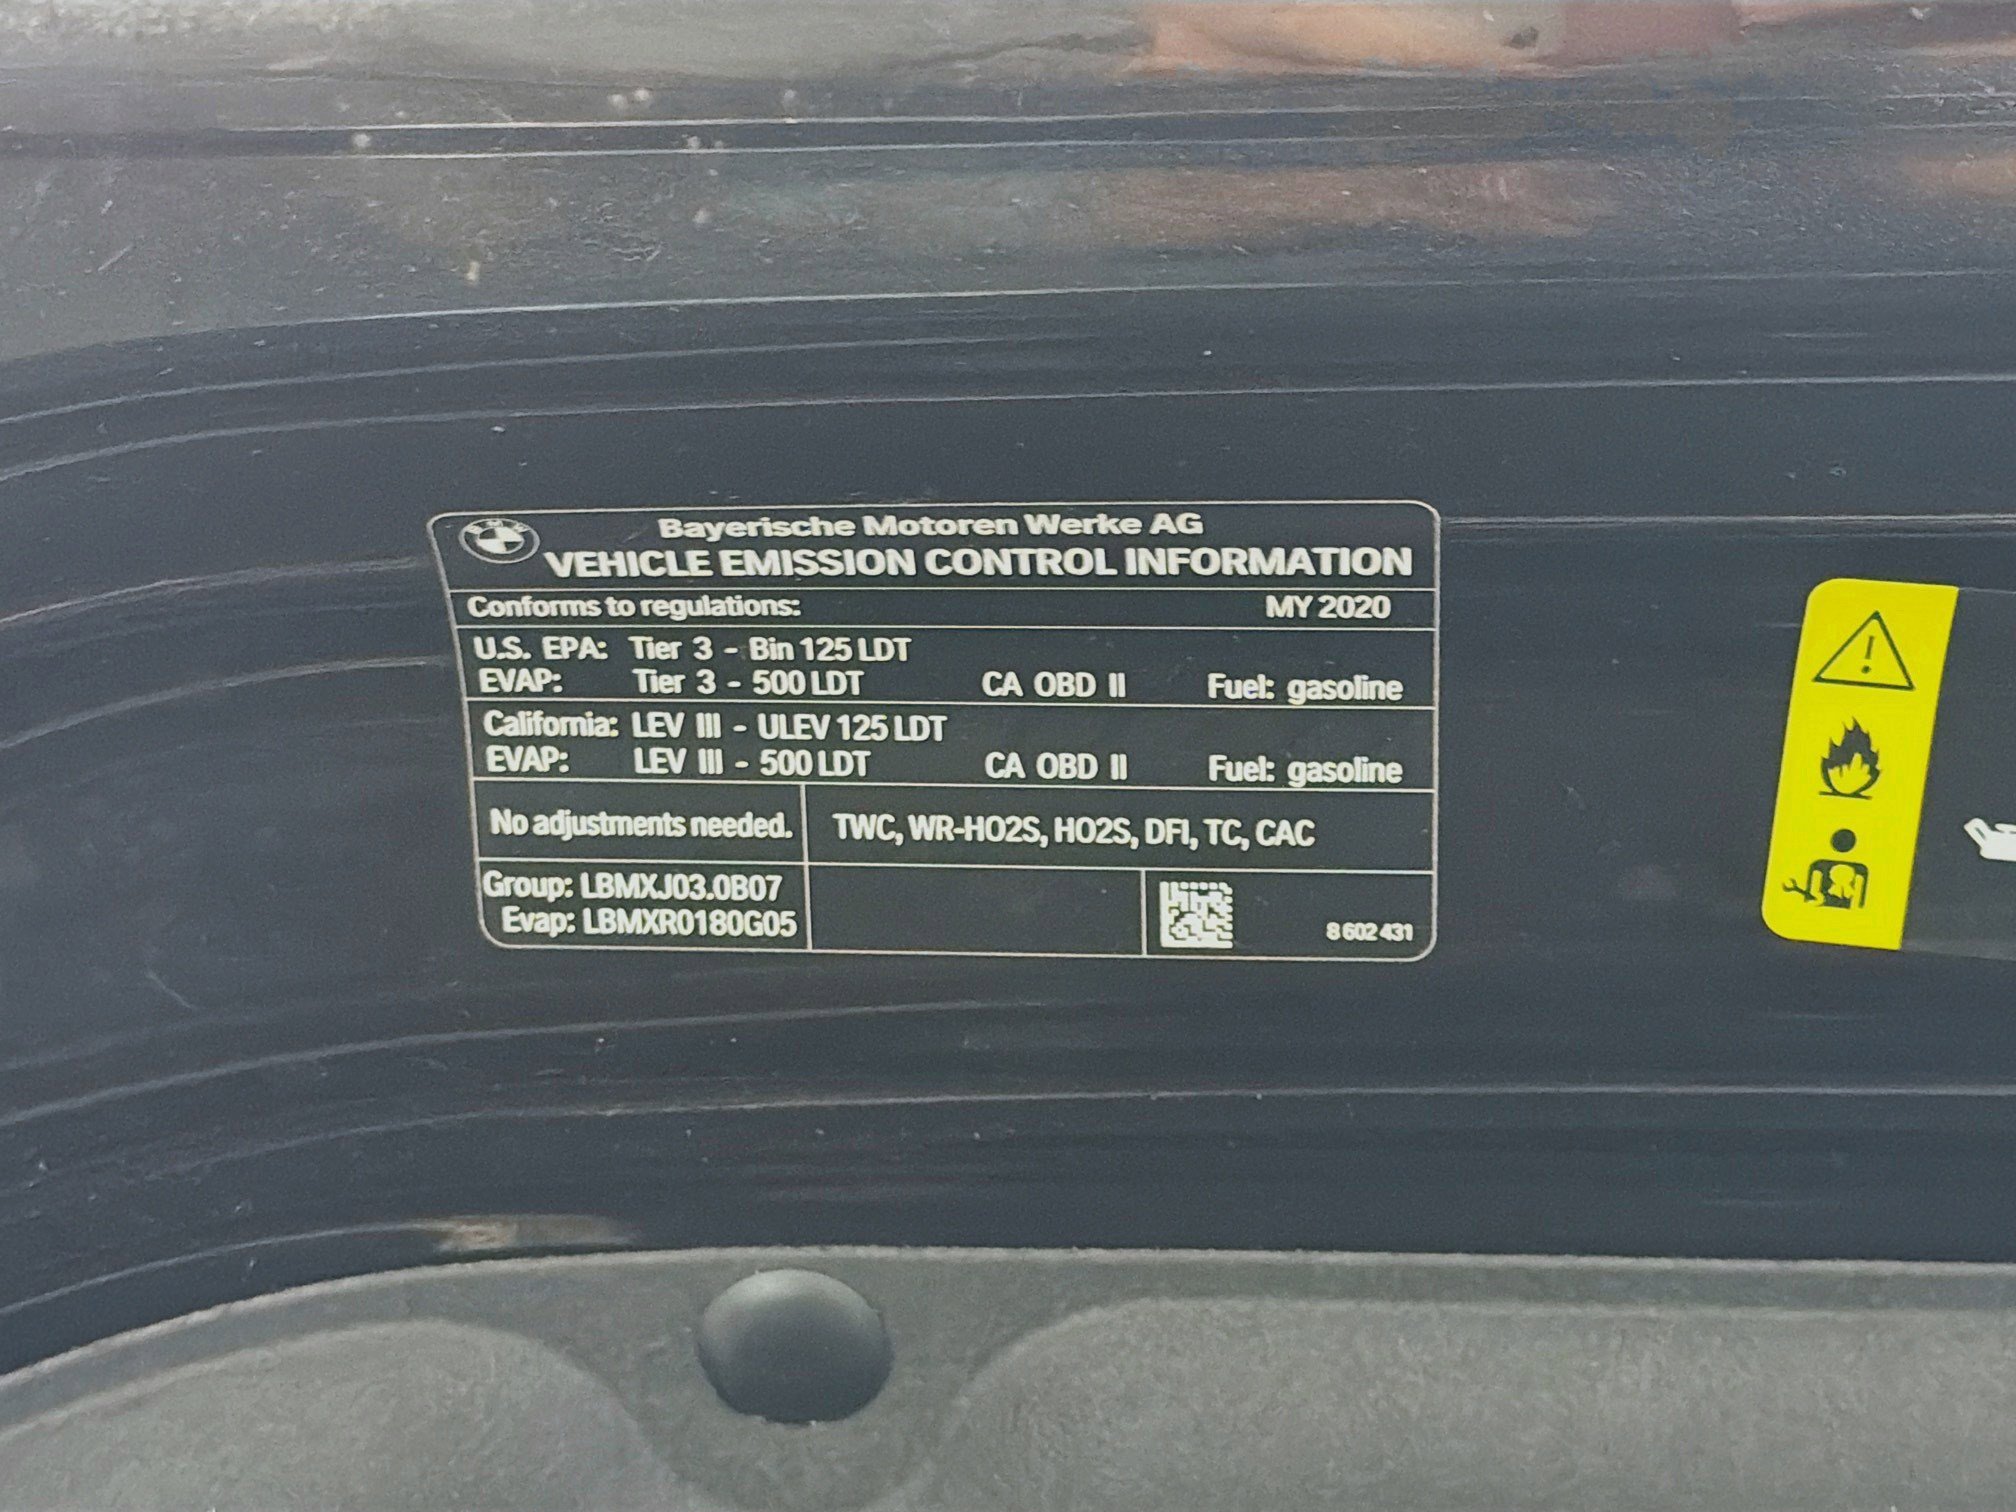 BMW
Bayerische Motoren Werke AG
VEHICLE EMISSION CONTROL INFORMATION
Conforms to regulations: MY 2020
U.S. EPA: Tier 3 - Bin 125 LDT
EVAP: Tier 3 - 500 LDT CA OBD II Fuel: gasoline
California: LEV III - ULEV 125 LDT
EVAP: LEV III - 500 LDT CA OBD II Fuel: gasoline
No adjustments needed. TWC, WR-HO2S, HO2S, DFI, TC, CAC
Group: LBMXJ03.0B07
Evap: LBMXR0180G05
8 602 431